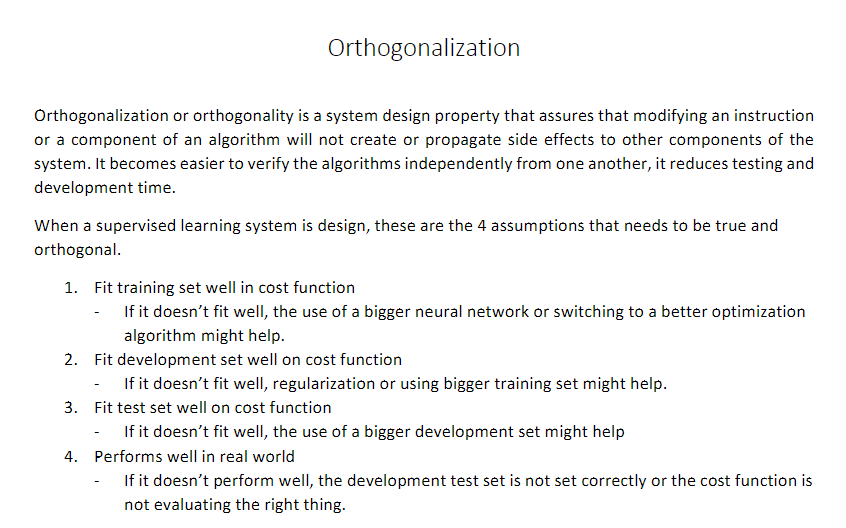 Orthogonalization
Orthogonalization or orthogonality is a system design property that assures that modifying an instruction
or a component of an algorithm will not create or propagate side effects to other components of the
system. It becomes easier to verify the algorithms independently from one another, it reduces testing and
development time.
When a supervised learning system is design, these are the 4 assumptions that needs to be true and
orthogonal.
1. Fit training set well in cost function
- If it doesn’t fit well, the use of a bigger neural network or switching to a better optimization
algorithm might help.
2. Fit development set well on cost function
- If it doesn’t fit well, regularization or using bigger training set might help.
3. Fit test set well on cost function
- If it doesn’t fit well, the use of a bigger development set might help
4. Performs well in real world
- If it doesn’t perform well, the development test set is not set correctly or the cost function is
not evaluating the right thing.